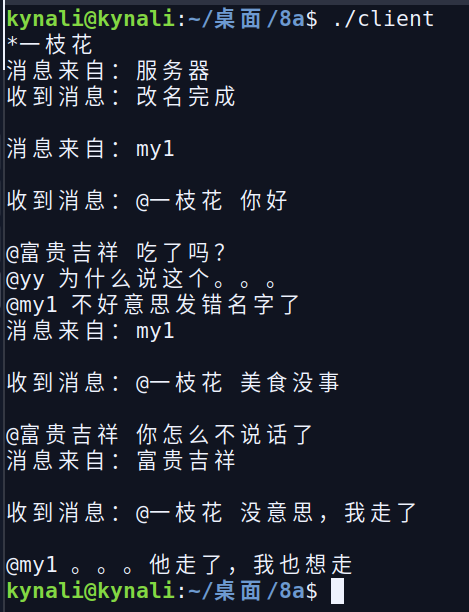 kynali@kynali:~/桌面/8a$ ./client
*一枝花
消息来自：服务器
收到消息：改名完成
消息来自：my1
收到消息：@一枝花 你好
@富贵吉祥 吃了吗？
@yy 为什么说这个。。。
@my1 不好意思发错名字了
消息来自：my1
收到消息：@一枝花 美食没事
@富贵吉祥 你怎么不说话了
消息来自：富贵吉祥
收到消息：@一枝花 没意思，我走了
@my1 。。。他走了，我也想走
kynali@kynali:~/桌面/8a$